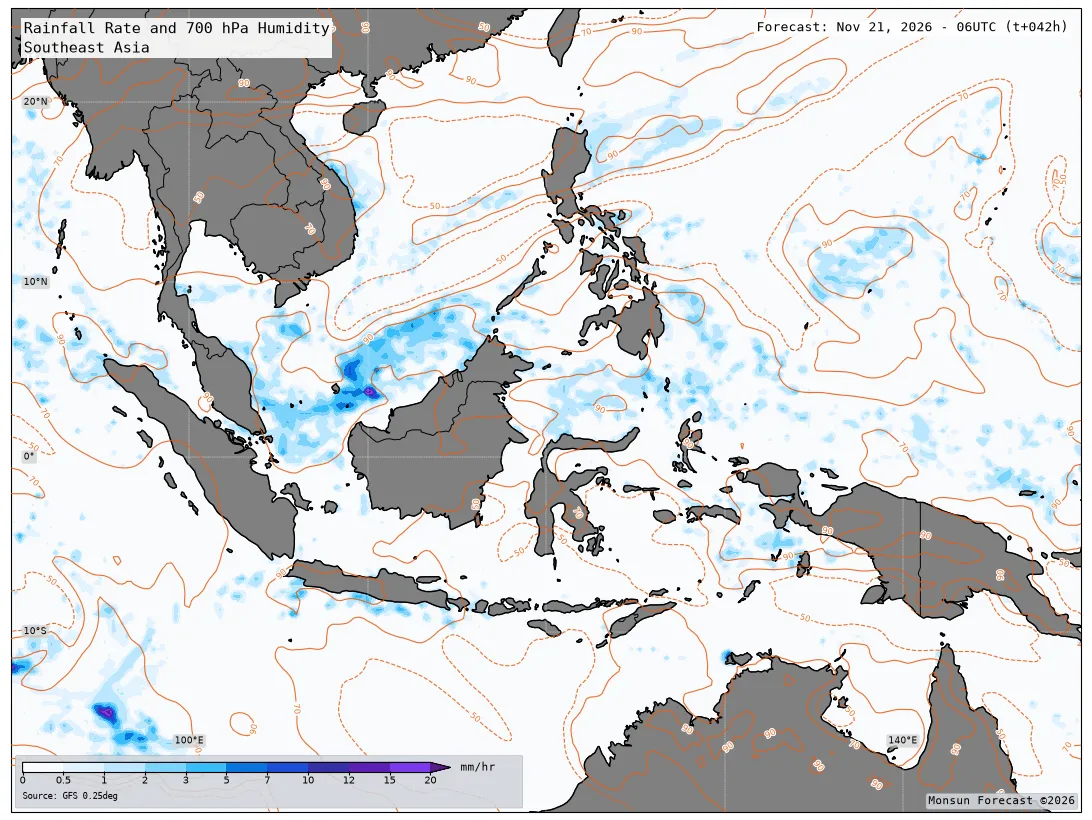 Rainfall Rate and 700 hPa Humidity
Southeast Asia
Forecast: Nov 21, 2026 - 06UTC (t+042h)
20°N
10°N
0°
10°S
100°E
140°E
0 0.5 1 2 3 5 7 10 12 15 20 mm/hr
Source: GFS 0.25deg
Monsun Forecast ©2026